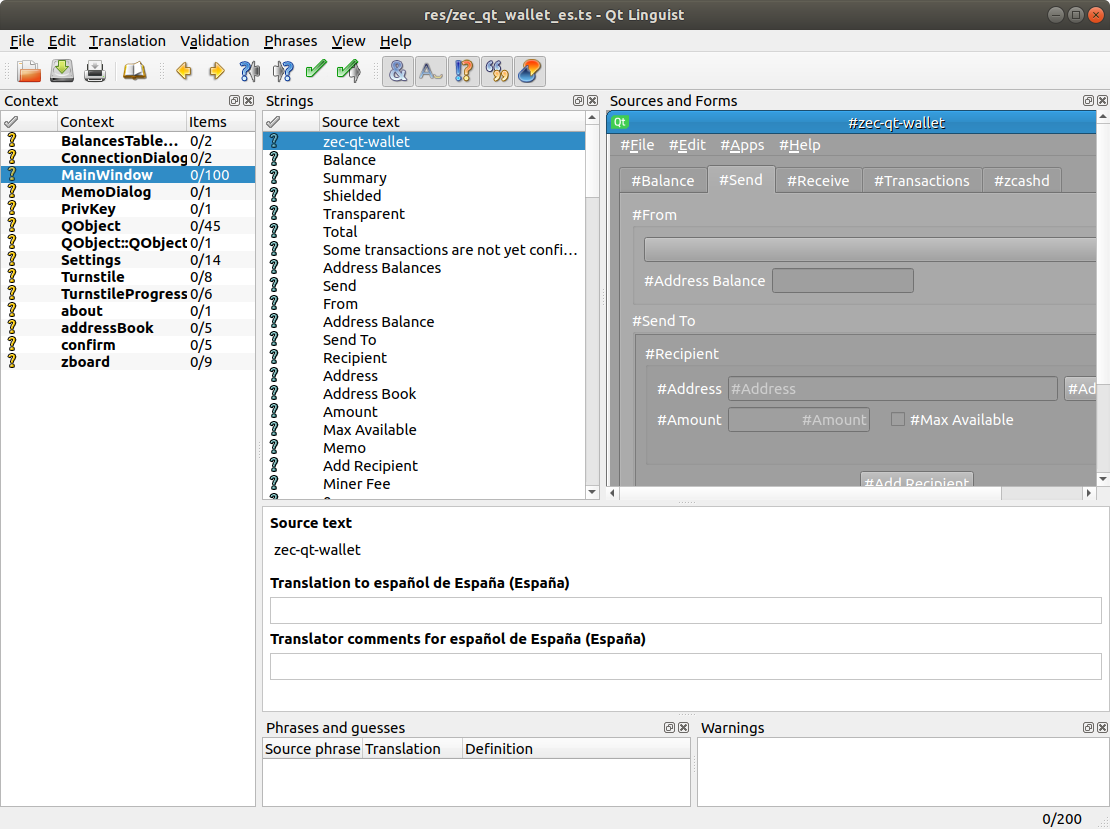 res/zec_qt_wallet_es.ts - Qt Linguist
File Edit Translation Validation Phrases View Help
Context
Context Items
BalancesTable... 0/2
ConnectionDialog 0/2
MainWindow 0/100
MemoDialog 0/1
PrivKey 0/1
QObject 0/45
QObject::QObject 0/1
Settings 0/14
Turnstile 0/8
TurnstileProgress 0/6
about 0/1
addressBook 0/5
confirm 0/5
zboard 0/9
Strings
Source text
zec-qt-wallet
Balance
Summary
Shielded
Transparent
Total
Some transactions are not yet confi...
Address Balances
Send
From
Address Balance
Send To
Recipient
Address
Address Book
Amount
Max Available
Memo
Add Recipient
Miner Fee
Sources and Forms
Qt #zec-qt-wallet
#File #Edit #Apps #Help
#Balance #Send #Receive #Transactions #zcashd
#From
#Address Balance
#Send To
#Recipient
#Address #Address #Ad
#Amount #Amount #Max Available
#Add Recipient
Source text
zec-qt-wallet
Translation to español de España (España)
Translator comments for español de España (España)
Phrases and guesses
Source phrase Translation Definition
Warnings
0/200